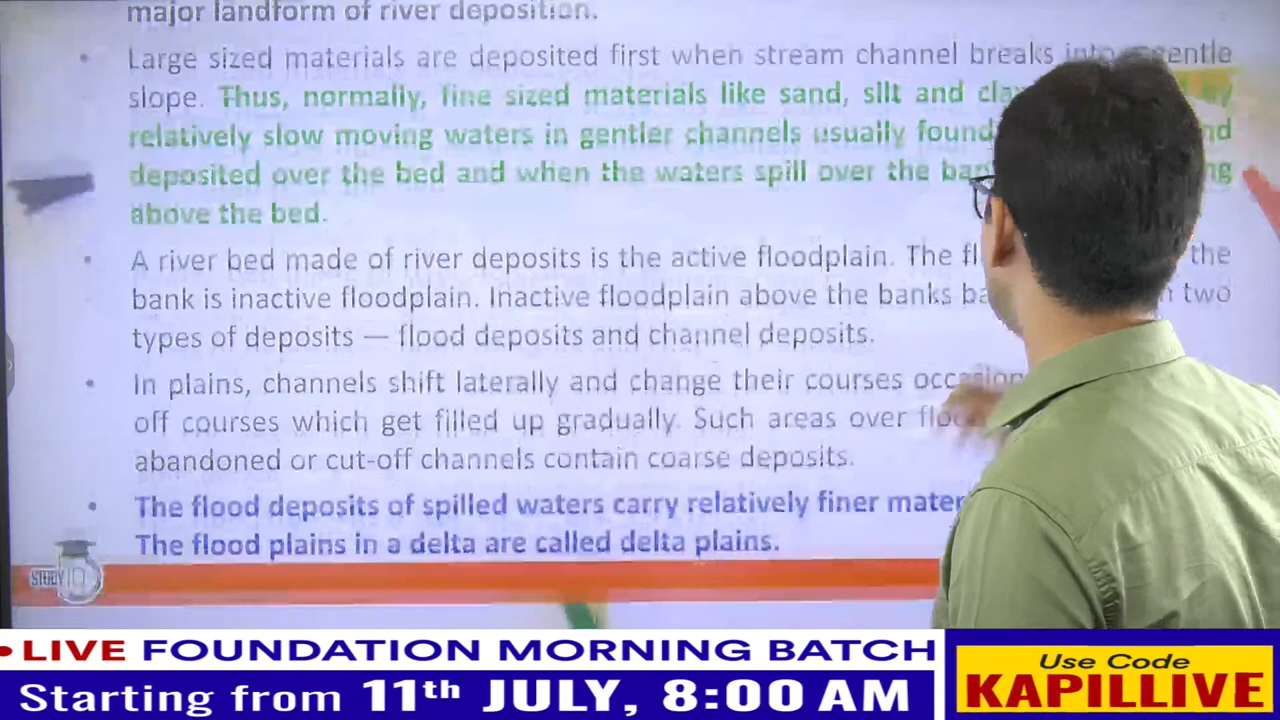 major landform of river deposition.
• Large sized materials are deposited first when stream channel breaks into gentle
slope. Thus, normally, fine sized materials like sand, silt and
relatively slow moving waters in gentler channels usually found
deposited over the bed and when the waters spill over the
above the bed.
• A river bed made of river deposits is the active floodplain. The the
bank is inactive floodplain. Inactive floodplain above the banks two
types of deposits — flood deposits and channel deposits.
• In plains, channels shift laterally and change their courses
off courses which get filled up gradually. Such areas over
abandoned or cut-off channels contain coarse deposits.
• The flood deposits of spilled waters carry relatively finer
The flood plains in a delta are called delta plains.
STUDY IQ
• LIVE FOUNDATION MORNING BATCH
Starting from 11th JULY, 8:00 AM
Use Code
KAPILLIVE